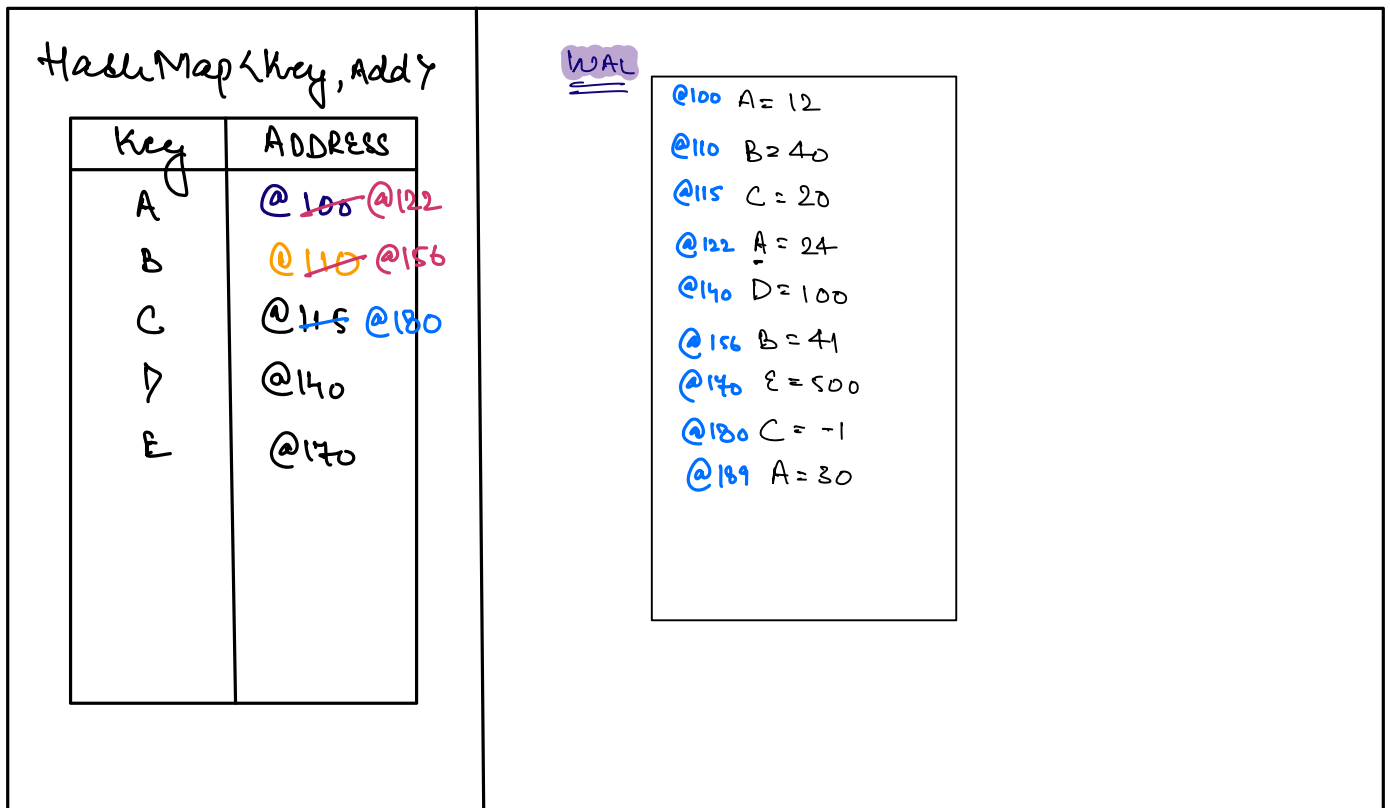 HashMap<Key, Add>
Key ADDRESS
A @100 @122
B @110 @156
C @115 @180
D @140
E @170
WAL
@100 A = 12
@110 B = 40
@115 C = 20
@122 A = 24
@140 D = 100
@156 B = 41
@170 E = 500
@180 C = -1
@189 A = 30